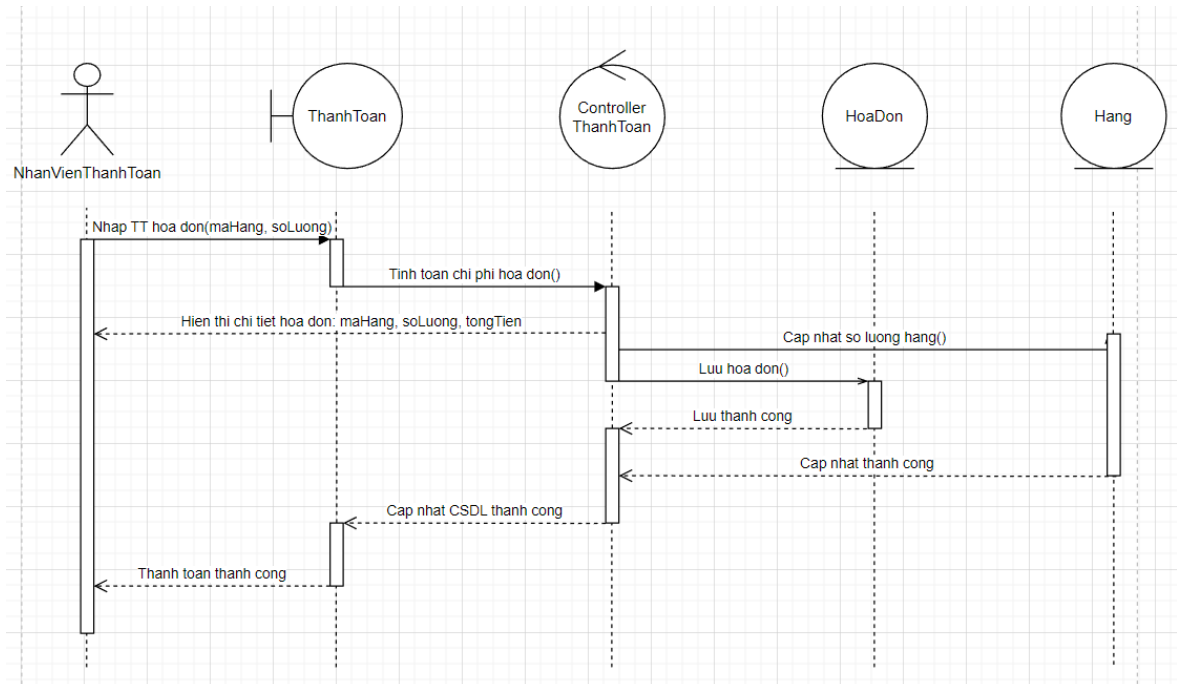 ThanhToan
Controller
ThanhToan
HoaDon
Hang
NhanVienThanhToan
Nhap TT hoa don(maHang, soLuong)
Tinh toan chi phi hoa don()
Hien thi chi tiet hoa don: maHang, soLuong, tongTien
Cap nhat so luong hang()
Luu hoa don()
Luu thanh cong
Cap nhat thanh cong
Cap nhat CSDL thanh cong
Thanh toan thanh cong